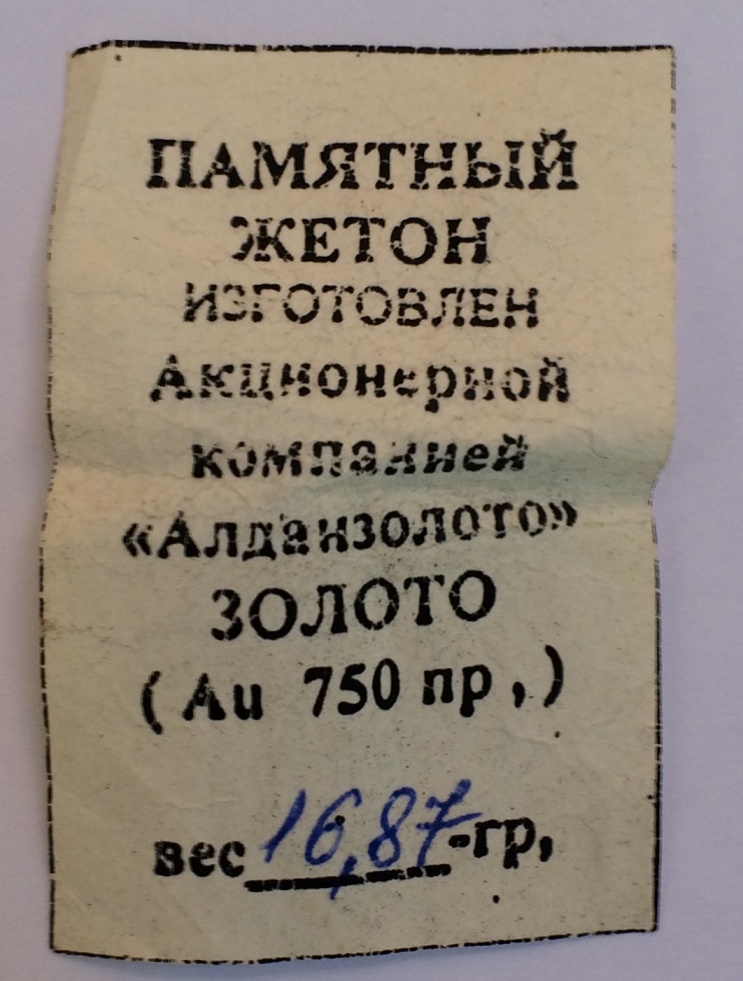 ПАМЯТНЫЙ
ЖЕТОН
ИЗГОТОВЛЕН
Акционерной
компанией
«Алданзолото»
ЗОЛОТО
( Au 750 пр , )
вес 16,87-гр,